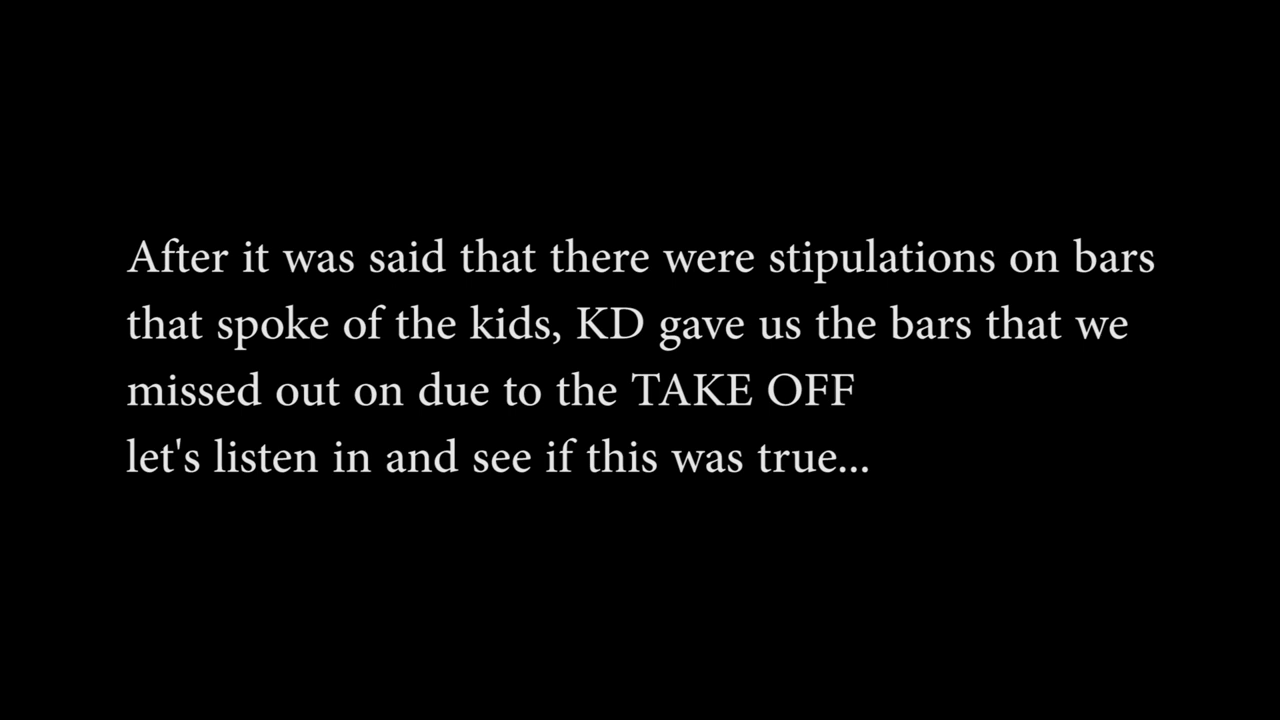 After it was said that there were stipulations on bars
that spoke of the kids, KD gave us the bars that we
missed out on due to the TAKE OFF
let's listen in and see if this was true...